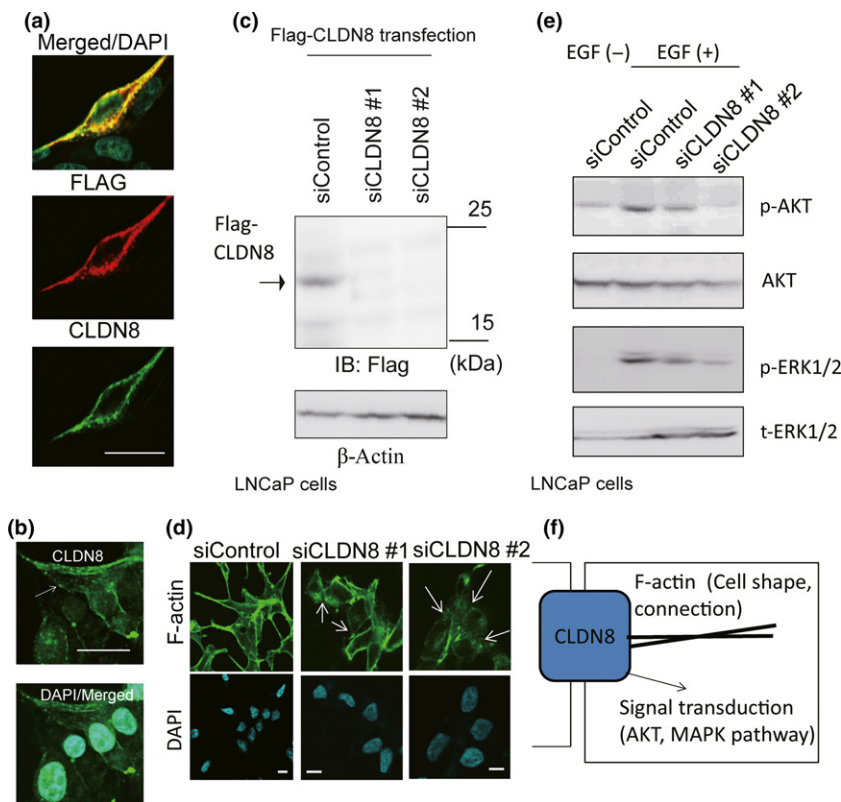 (a)
Merged/DAPI
FLAG
CLDN8
(b)
CLDN8
DAPI/Merged
(c)
Flag-CLDN8 transfection
siControl
siCLDN8 #1
siCLDN8 #2
Flag-
CLDN8
25
15
IB: Flag
(kDa)
β-Actin
LNCaP cells
(d)
siControl
siCLDN8 #1
siCLDN8 #2
F-actin
DAPI
(e)
EGF (–)
EGF (+)
siControl
siControl
siCLDN8 #1
siCLDN8 #2
p-AKT
AKT
p-ERK1/2
t-ERK1/2
LNCaP cells
(f)
F-actin (Cell shape,
connection)
CLDN8
Signal transduction
(AKT, MAPK pathway)